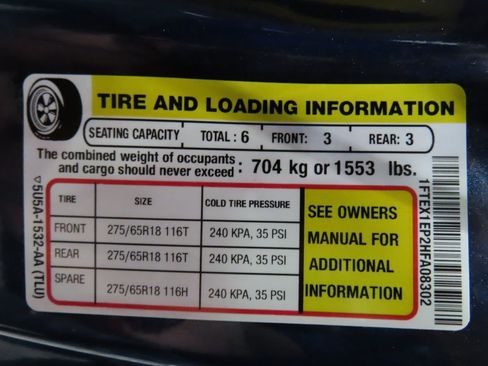 TIRE AND LOADING INFORMATION
SEATING CAPACITY TOTAL : 6 FRONT: 3 REAR: 3
The combined weight of occupants
and cargo should never exceed : 704 kg or 1553 lbs.
TIRE SIZE COLD TIRE PRESSURE
FRONT 275/65R18 116T 240 KPA, 35 PSI
REAR 275/65R18 116T 240 KPA, 35 PSI
SPARE 275/65R18 116H 240 KPA, 35 PSI
SEE OWNERS
MANUAL FOR
ADDITIONAL
INFORMATION
5U5A-1532-AA (TLU)
1FTEX1EP2HFA08302